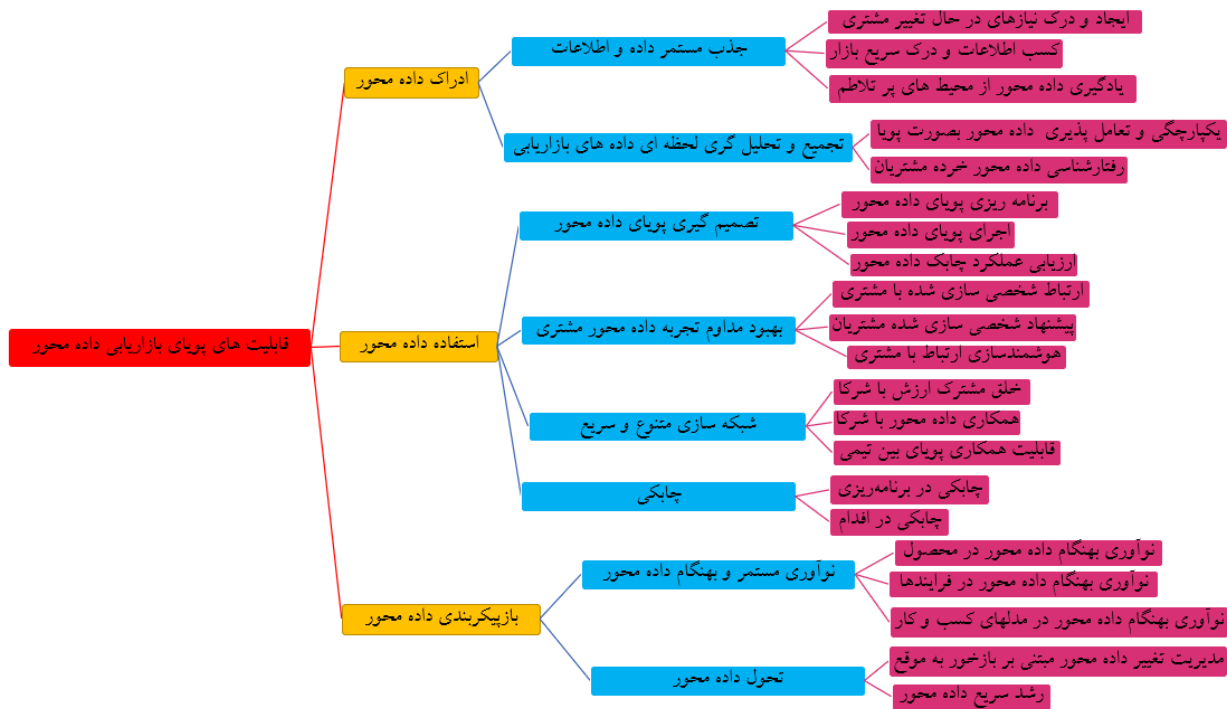 قابلیت های پویای بازاریابی داده محور
ادراک داده محور
جذب مستمر داده و اطلاعات
ایجاد و درک نیازهای در حال تغییر مشتری
کسب اطلاعات و درک سریع بازار
یادگیری داده محور از محیط های پر تلاطم
تجمیع و تحلیل گری لحظه ای داده های بازاریابی
یکپارچگی و تعامل پذیری داده محور بصورت پویا
رفتارشناسی داده محور خرده مشتریان
استفاده داده محور
تصمیم گیری پویای داده محور
برنامه ریزی پویای داده محور
اجرای پویای داده محور
ارزیابی عملکرد چابک داده محور
بهبود مداوم تجربه داده محور مشتری
ارتباط شخصی سازی شده با مشتری
پیشنهاد شخصی سازی شده مشتریان
هوشمندسازی ارتباط با مشتری
شبکه سازی متنوع و سریع
خلق مشترک ارزش با شرکا
همکاری داده محور با شرکا
قابلیت همکاری پویای بین تیمی
چابکی
چابکی در برنامه‌ریزی
چابکی در اقدام
بازپیکربندی داده محور
نوآوری مستمر و بهنگام داده محور
نوآوری بهنگام داده محور در محصول
نوآوری بهنگام داده محور در فرایندها
نوآوری بهنگام داده محور در مدلهای کسب و کار
تحول داده محور
مدیریت تغییر داده محور مبتنی بر بازخور به موقع
رشد سریع داده محور